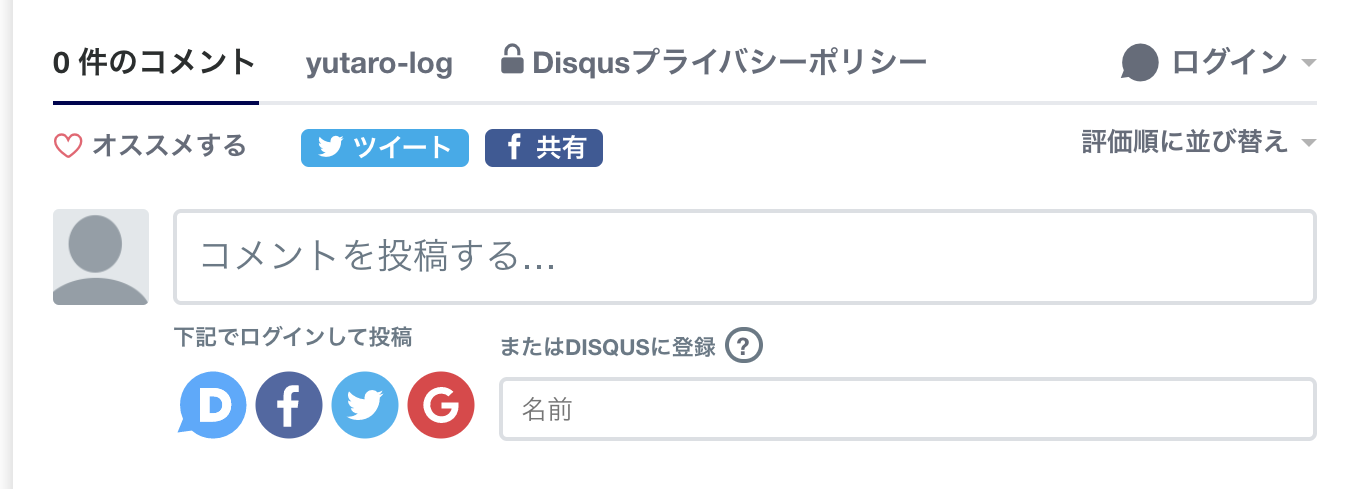 0 件のコメント yutaro-log Disqusプライバシーポリシー ログイン
オススメする ツイート 共有 評価順に並び替え
コメントを投稿する...
下記でログインして投稿 またはDISQUSに登録 ?
名前